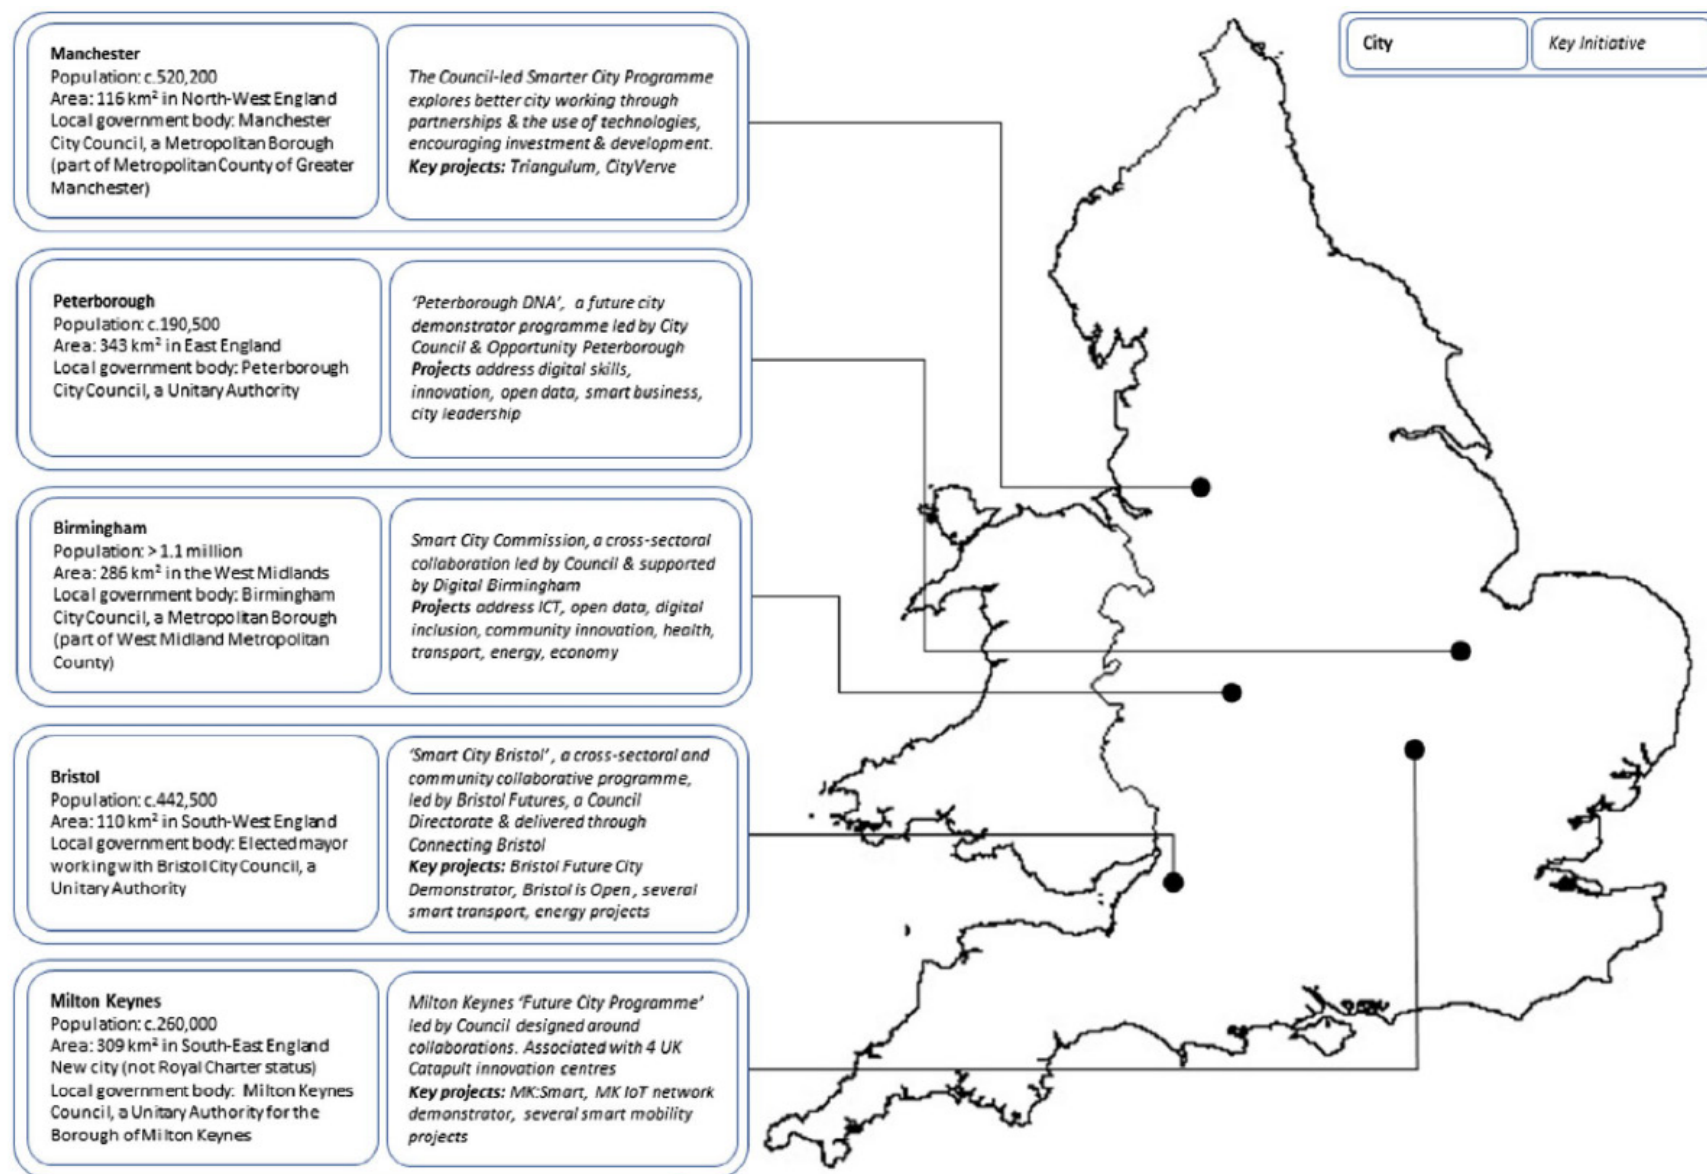 City
Key Initiative
Manchester
Population: c.520,200
Area: 116 km² in North-West England
Local government body: Manchester
City Council, a Metropolitan Borough
(part of Metropolitan County of Greater
Manchester)
The Council-led Smarter City Programme
explores better city working through
partnerships & the use of technologies,
encouraging investment & development.
Key projects: Triangulum, CityVerve
Peterborough
Population: c.190,500
Area: 343 km² in East England
Local government body: Peterborough
City Council, a Unitary Authority
'Peterborough DNA', a future city
demonstrator programme led by City
Council & Opportunity Peterborough
Projects address digital skills,
innovation, open data, smart business,
city leadership
Birmingham
Population: > 1.1 million
Area: 286 km² in the West Midlands
Local government body: Birmingham
City Council, a Metropolitan Borough
(part of West Midland Metropolitan
County)
Smart City Commission, a cross-sectoral
collaboration led by Council & supported
by Digital Birmingham
Projects address ICT, open data, digital
inclusion, community innovation, health,
transport, energy, economy
Bristol
Population: c.442,500
Area: 110 km² in South-West England
Local government body: Elected mayor
working with Bristol City Council, a
Unitary Authority
'Smart City Bristol', a cross-sectoral and
community collaborative programme,
led by Bristol Futures, a Council
Directorate & delivered through
Connecting Bristol
Key projects: Bristol Future City
Demonstrator, Bristol is Open, several
smart transport, energy projects
Milton Keynes
Population: c.260,000
Area: 309 km² in South-East England
New city (not Royal Charter status)
Local government body: Milton Keynes
Council, a Unitary Authority for the
Borough of Milton Keynes
Milton Keynes 'Future City Programme'
led by Council designed around
collaborations. Associated with 4 UK
Catapult innovation centres
Key projects: MK:Smart, MK IoT network
demonstrator, several smart mobility
projects